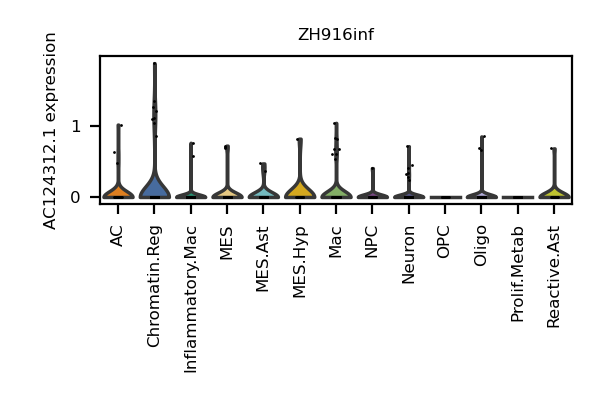 ZH916inf
AC124312.1 expression
1
0
AC
Chromatin.Reg
Inflammatory.Mac
MES
MES.Ast
MES.Hyp
Mac
NPC
Neuron
OPC
Oligo
Prolif.Metab
Reactive.Ast